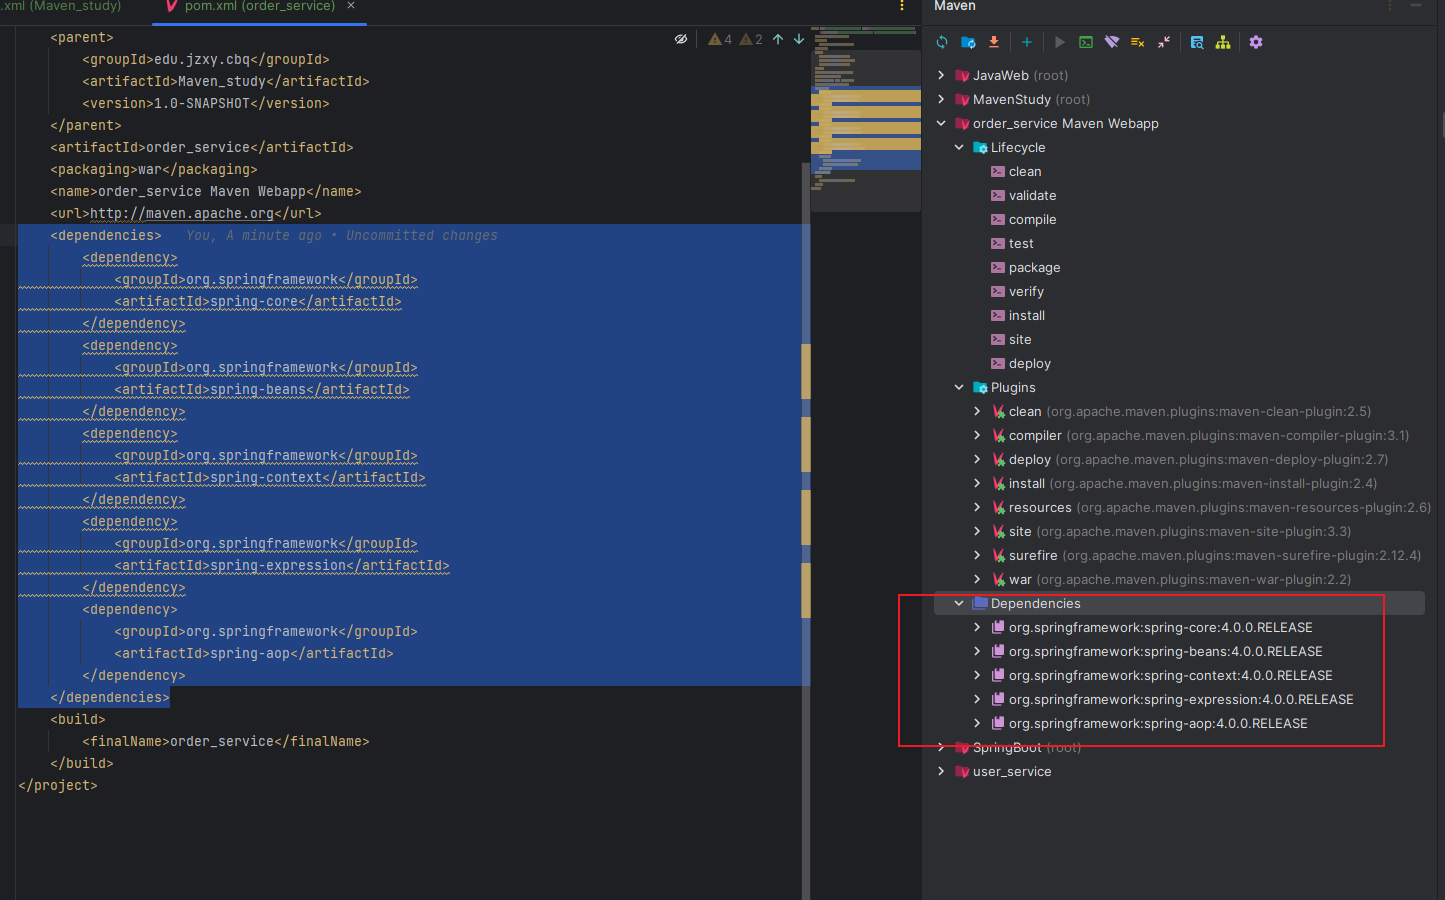 .xml (Maven_study)
pom.xml (order_service)
<parent>
<groupId>edu.jzxy.cbq</groupId>
<artifactId>Maven_study</artifactId>
<version>1.0-SNAPSHOT</version>
</parent>
<artifactId>order_service</artifactId>
<packaging>war</packaging>
<name>order_service Maven Webapp</name>
<url>http://maven.apache.org</url>
<dependencies> You, A minute ago • Uncommitted changes
<dependency>
<groupId>org.springframework</groupId>
<artifactId>spring-core</artifactId>
</dependency>
<dependency>
<groupId>org.springframework</groupId>
<artifactId>spring-beans</artifactId>
</dependency>
<dependency>
<groupId>org.springframework</groupId>
<artifactId>spring-context</artifactId>
</dependency>
<dependency>
<groupId>org.springframework</groupId>
<artifactId>spring-expression</artifactId>
</dependency>
<dependency>
<groupId>org.springframework</groupId>
<artifactId>spring-aop</artifactId>
</dependency>
</dependencies>
<build>
<finalName>order_service</finalName>
</build>
</project>
4 2
Maven
JavaWeb (root)
MavenStudy (root)
order_service Maven Webapp
Lifecycle
clean
validate
compile
test
package
verify
install
site
deploy
Plugins
clean (org.apache.maven.plugins:maven-clean-plugin:2.5)
compiler (org.apache.maven.plugins:maven-compiler-plugin:3.1)
deploy (org.apache.maven.plugins:maven-deploy-plugin:2.7)
install (org.apache.maven.plugins:maven-install-plugin:2.4)
resources (org.apache.maven.plugins:maven-resources-plugin:2.6)
site (org.apache.maven.plugins:maven-site-plugin:3.3)
surefire (org.apache.maven.plugins:maven-surefire-plugin:2.12.4)
war (org.apache.maven.plugins:maven-war-plugin:2.2)
Dependencies
org.springframework:spring-core:4.0.0.RELEASE
org.springframework:spring-beans:4.0.0.RELEASE
org.springframework:spring-context:4.0.0.RELEASE
org.springframework:spring-expression:4.0.0.RELEASE
org.springframework:spring-aop:4.0.0.RELEASE
SpringBoot (root)
user_service